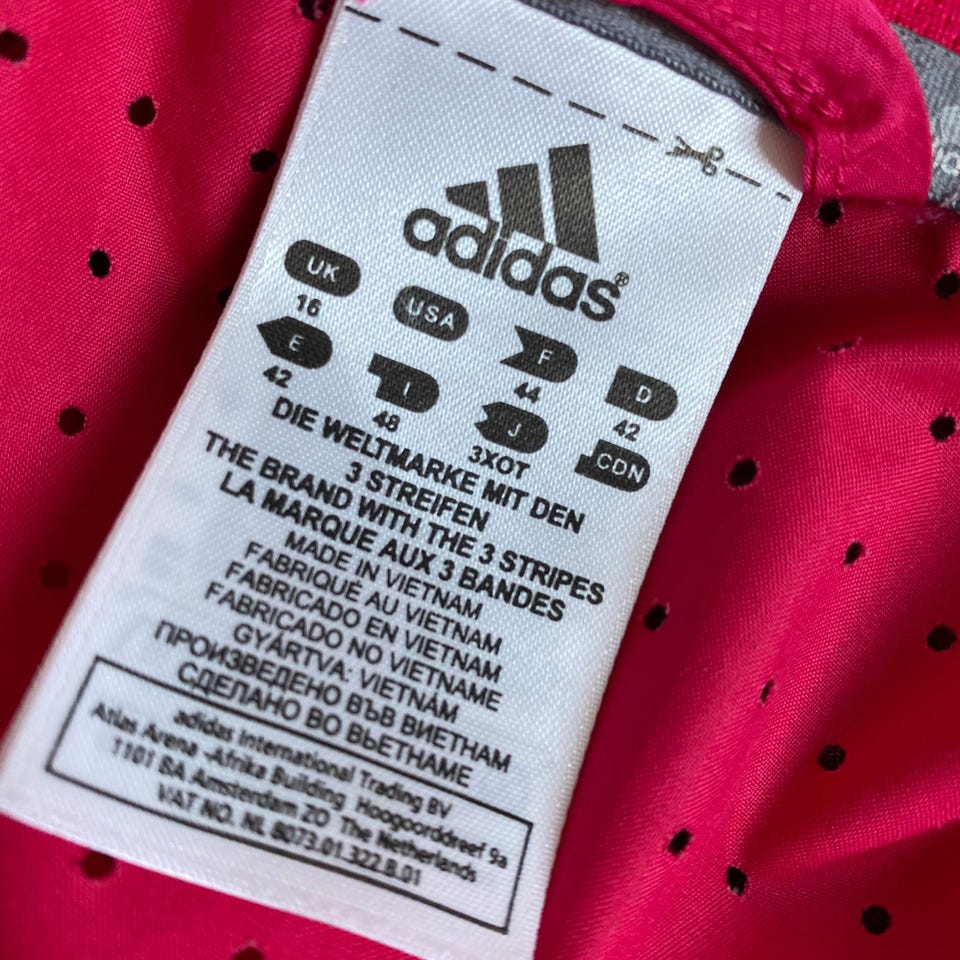 adidas®
UK USA F D
16 44 42
E I J CDN
42 48 3XOT
DIE WELTMARKE MIT DEN
3 STREIFEN
THE BRAND WITH THE 3 STRIPES
LA MARQUE AUX 3 BANDES
MADE IN VIETNAM
FABRIQUÉ AU VIETNAM
FABRICADO EN VIETNAM
FABRICADO NO VIETNAME
GYÁRTVA: VIETNÁM
ПРОИЗВЕДЕНО ВЪВ ВИЕТНАМ
СДЕЛАНО ВО ВЬЕТНАМЕ
adidas International Trading BV
Atlas Arena -Afrika Building Hoogoorddreef 9a
1101 BA Amsterdam ZO The Netherlands
VAT NO. NL 8073.01.322.B.01